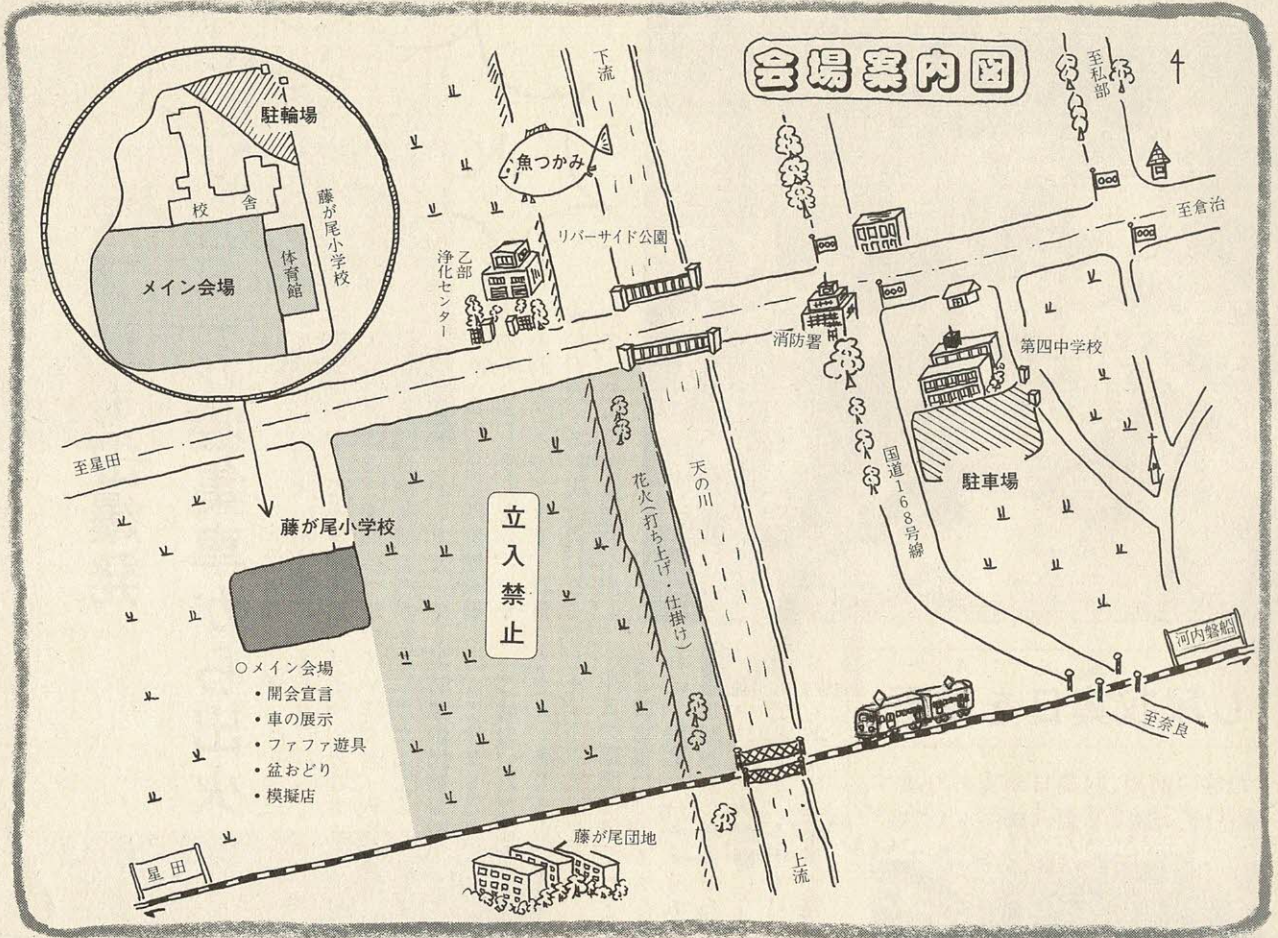 会場案内図
4
至私部
下流
魚つかみ
リバーサイド公園
乙部
浄化センター
駐輪場
校舎
体育館
藤が尾小学校
メイン会場
至倉治
消防署
第四中学校
駐車場
国道168号線
至星田
藤が尾小学校
立入禁止
花火(打ち上げ・仕掛け)
天の川
○メイン会場
・開会宣言
・車の展示
・ファファ遊具
・盆おどり
・模擬店
河内磐船
至奈良
星田
藤が尾団地
上流